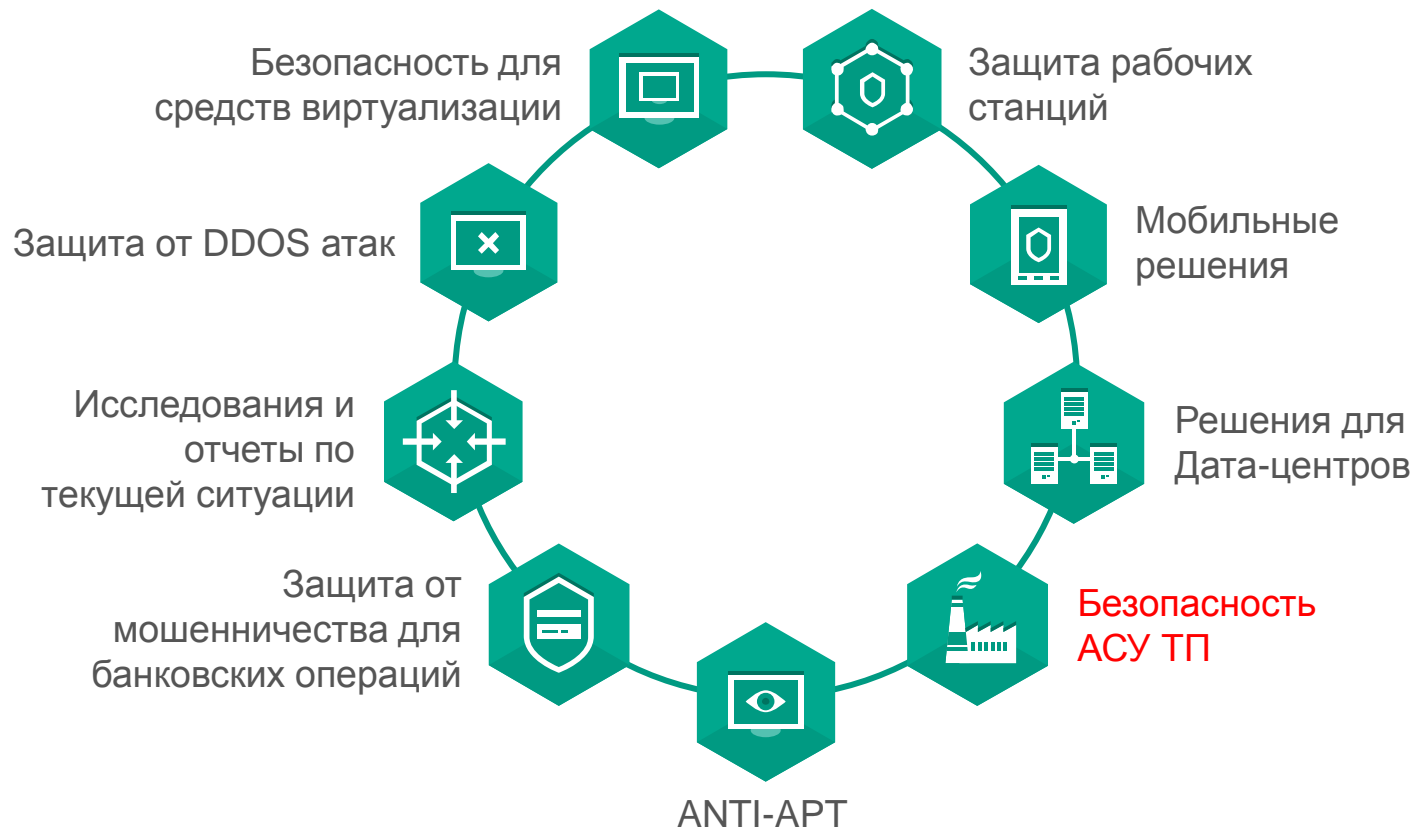 Безопасность для
средств виртуализации
Защита рабочих
станций
Защита от DDOS атак
Мобильные
решения
Исследования и
отчеты по
текущей ситуации
Решения для
Дата-центров
Защита от
мошенничества для
банковских операций
Безопасность
АСУ ТП
ANTI-APT